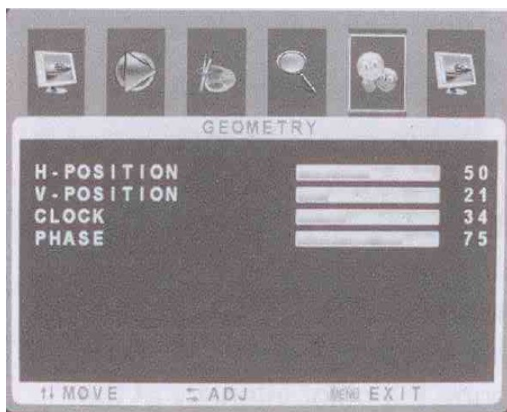 GEOMETRY
H-POSITION 50
V-POSITION 21
CLOCK 34
PHASE 75
↑↓ MOVE ⇆ ADJ MENU EXIT